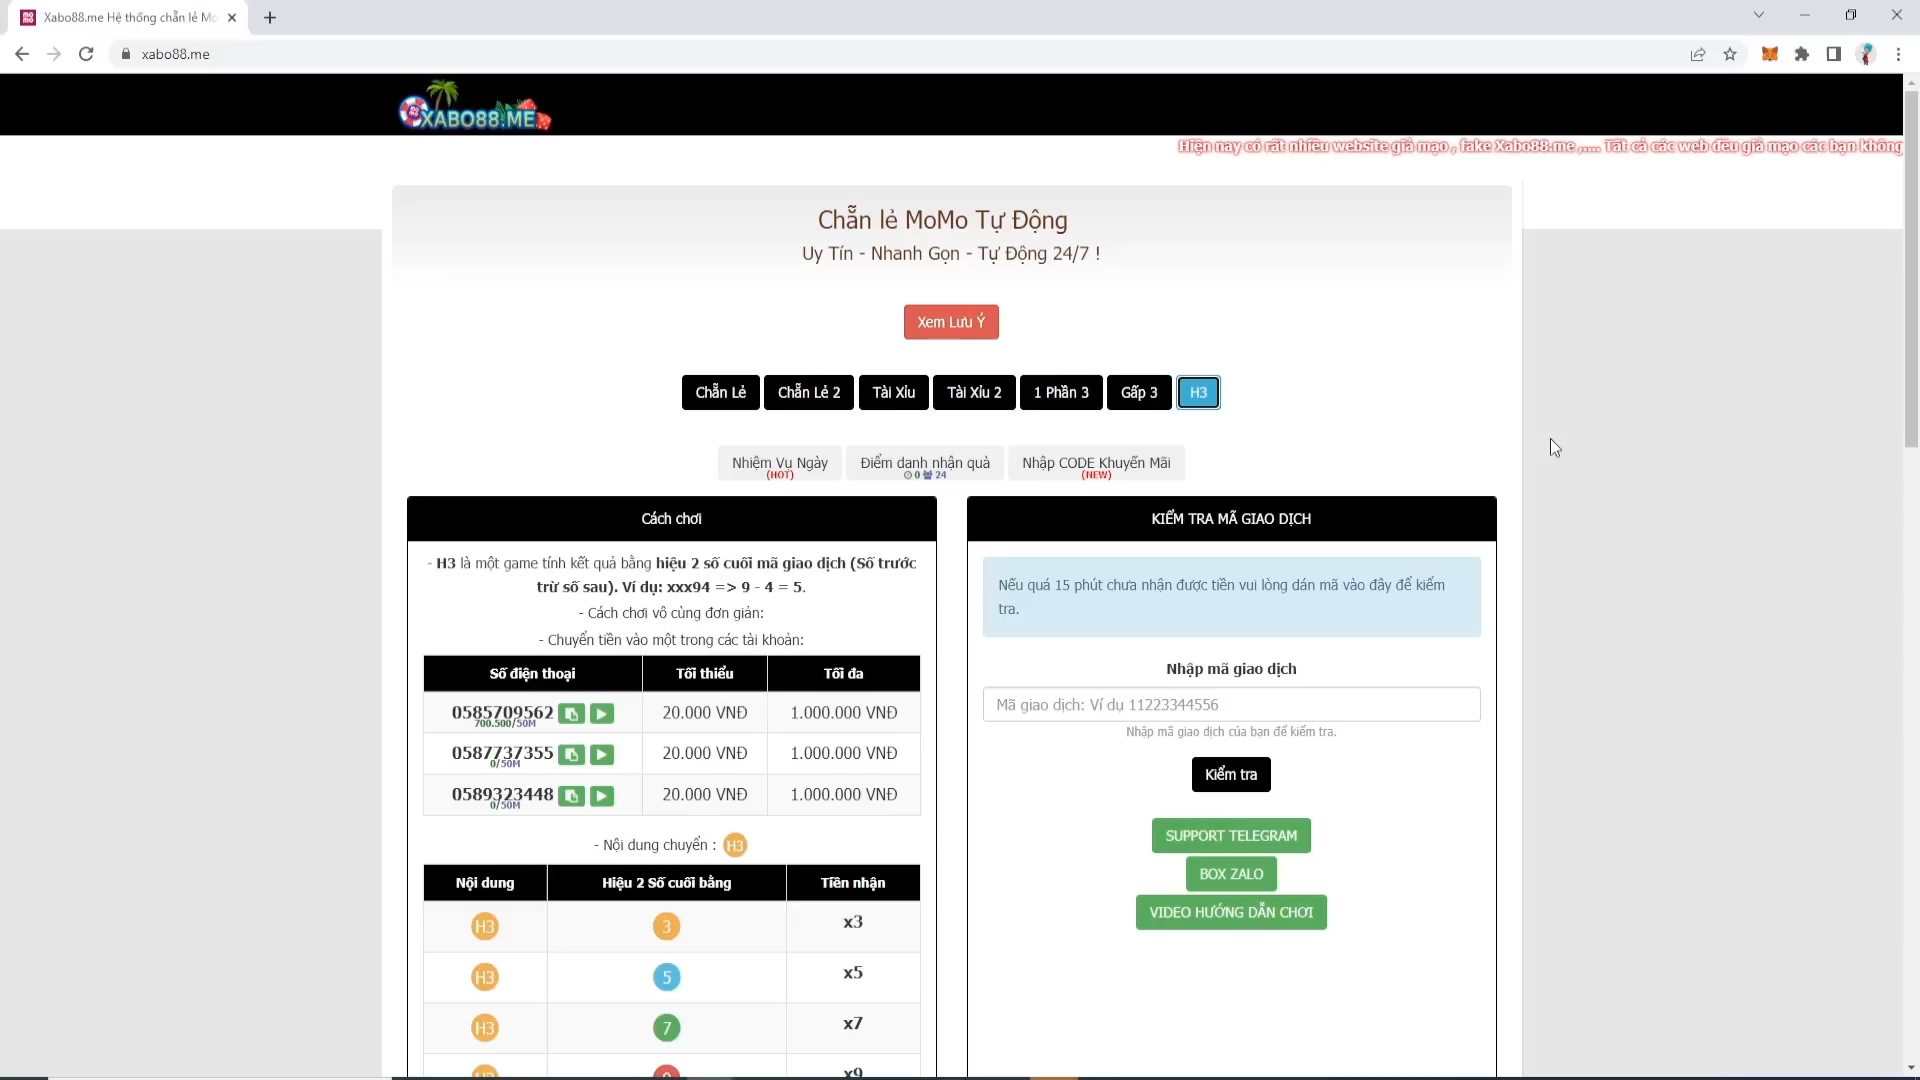 Xabo88.me Hệ thống chẵn lẻ Mo
xabo88.me
XABO88.ME
Hiện nay có rất nhiều website giả mạo , fake Xabo88.me ,.... Tất cả các web đều giả mạo các bạn không
Chẵn lẻ MoMo Tự Động
Uy Tín - Nhanh Gọn - Tự Động 24/7 !
Xem Lưu Ý
Chẵn Lẻ
Chẵn Lẻ 2
Tài Xỉu
Tài Xỉu 2
1 Phần 3
Gấp 3
H3
Nhiệm Vụ Ngày
(HOT)
Điểm danh nhận quà
0 24
Nhập CODE Khuyến Mãi
(NEW)
Cách chơi
- H3 là một game tính kết quả bằng hiệu 2 số cuối mã giao dịch (Số trước
trừ số sau). Ví dụ: xxx94 => 9 - 4 = 5.
- Cách chơi vô cùng đơn giản:
- Chuyển tiền vào một trong các tài khoản:
Số điện thoại Tối thiểu Tối đa
0585709562 20.000 VNĐ 1.000.000 VNĐ
700.500/50M
0587737355 20.000 VNĐ 1.000.000 VNĐ
0/50M
0589323448 20.000 VNĐ 1.000.000 VNĐ
0/50M
- Nội dung chuyển : H3
Nội dung Hiệu 2 Số cuối bằng Tiền nhận
H3 3 x3
H3 5 x5
H3 7 x7
H3 9 x9
KIỂM TRA MÃ GIAO DỊCH
Nếu quá 15 phút chưa nhận được tiền vui lòng dán mã vào đây để kiểm
tra.
Nhập mã giao dịch
Mã giao dịch: Ví dụ 11223344556
Nhập mã giao dịch của bạn để kiểm tra.
Kiểm tra
SUPPORT TELEGRAM
BOX ZALO
VIDEO HƯỚNG DẪN CHƠI